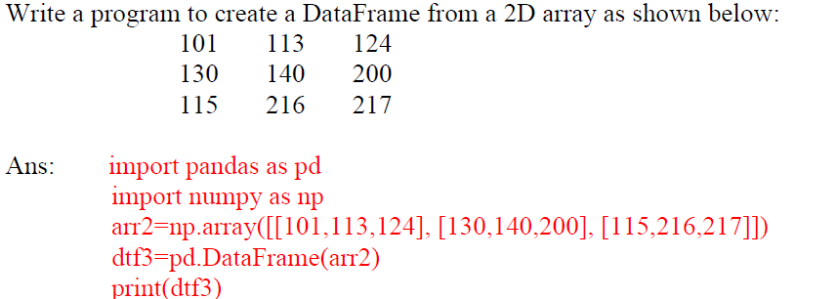 Write a program to create a DataFrame from a 2D array as shown below:
101 113 124
130 140 200
115 216 217
Ans: import pandas as pd
import numpy as np
arr2=np.array([[101,113,124], [130,140,200], [115,216,217]])
dtf3=pd.DataFrame(arr2)
print(dtf3)